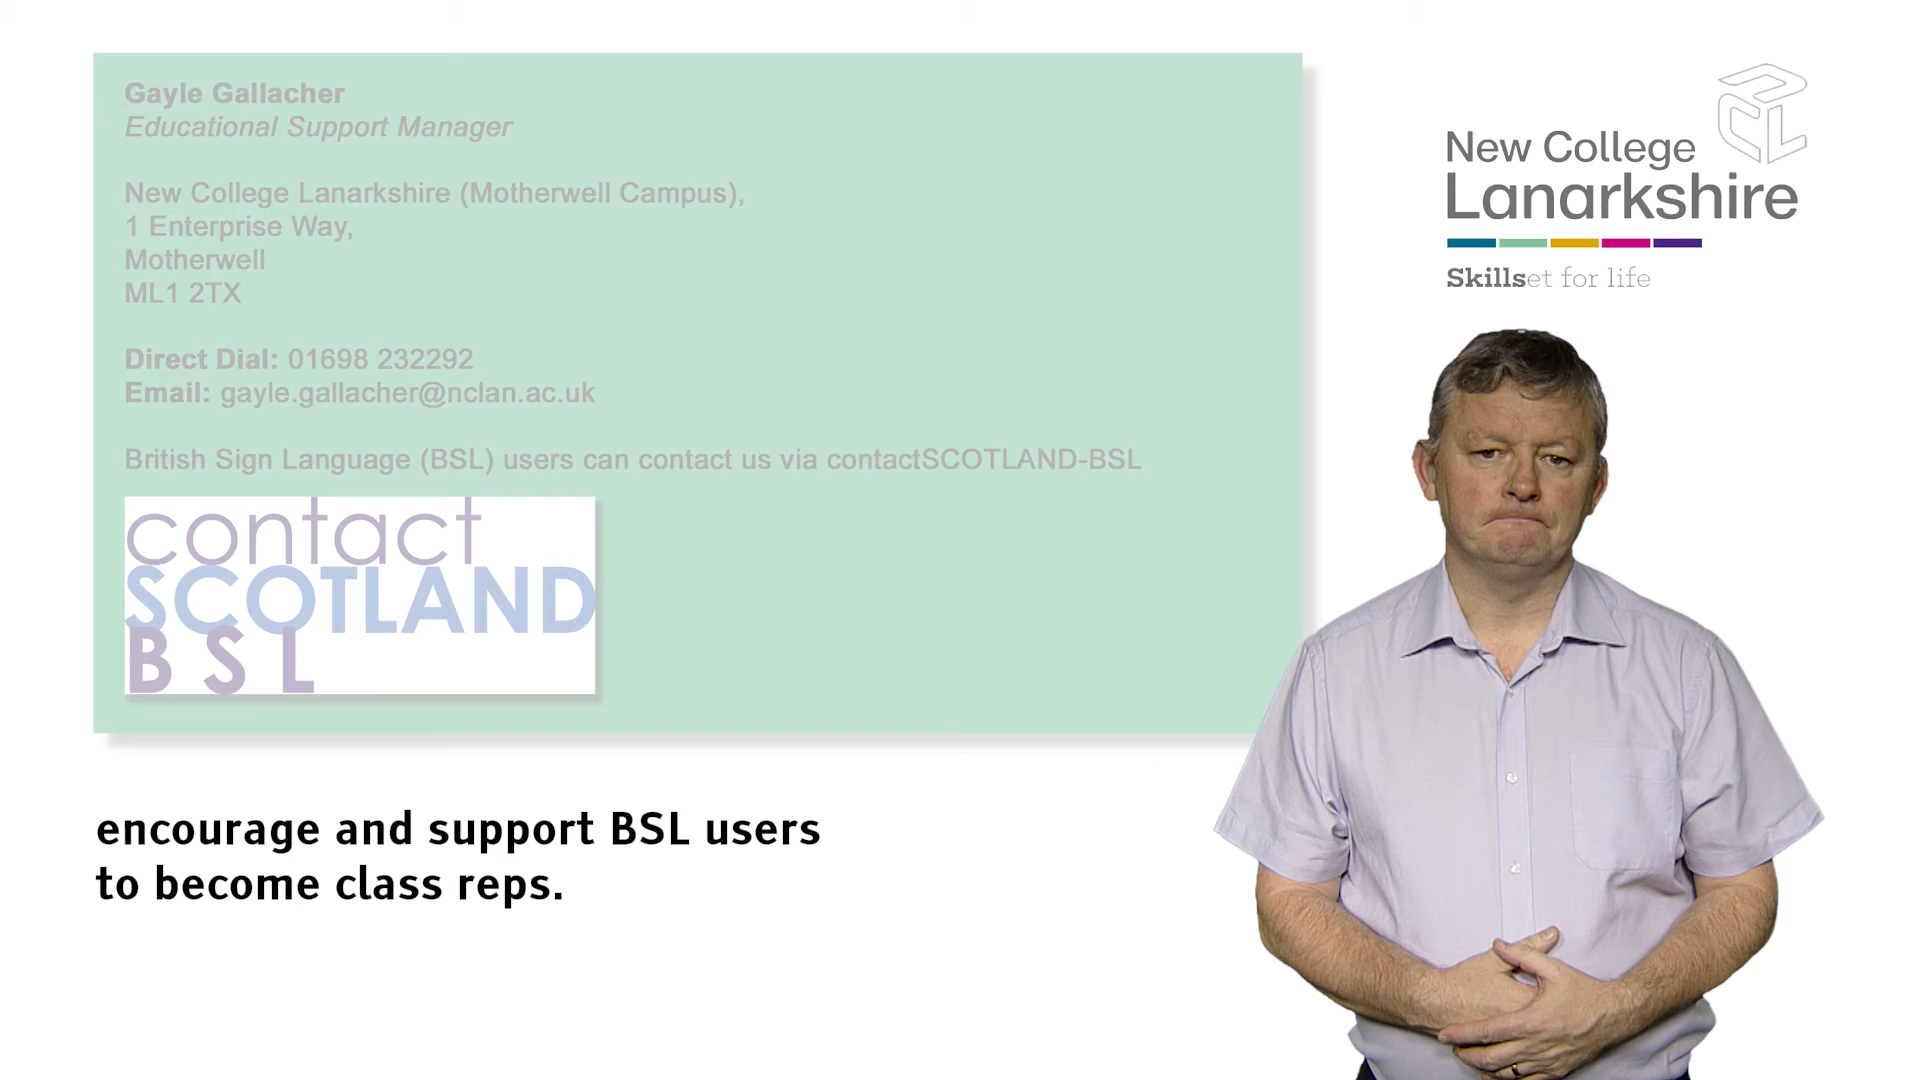 Gayle Gallacher
Educational Support Manager
New College Lanarkshire (Motherwell Campus),
1 Enterprise Way,
Motherwell
ML1 2TX
Direct Dial: 01698 232292
Email: gayle.gallacher@nclan.ac.uk
British Sign Language (BSL) users can contact us via contactSCOTLAND-BSL
contact
SCOTLAND
BSL
encourage and support BSL users
to become class reps.
NCL
New College
Lanarkshire
Skillset for life